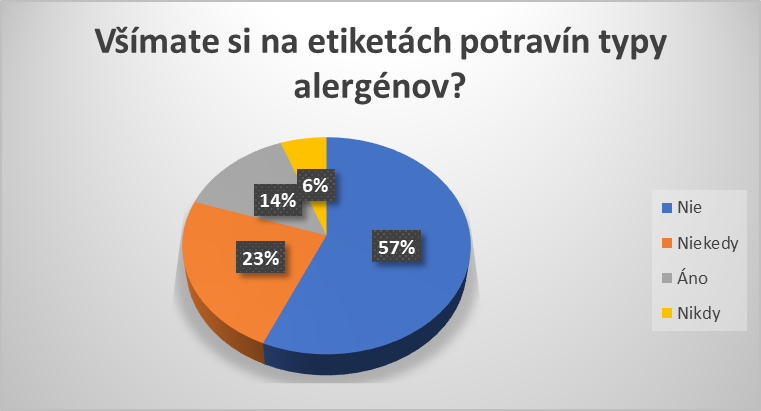 Všímate si na etiketách potravín typy
alergénov?
6%
14%
57%
23%
Nie
Niekedy
Áno
Nikdy